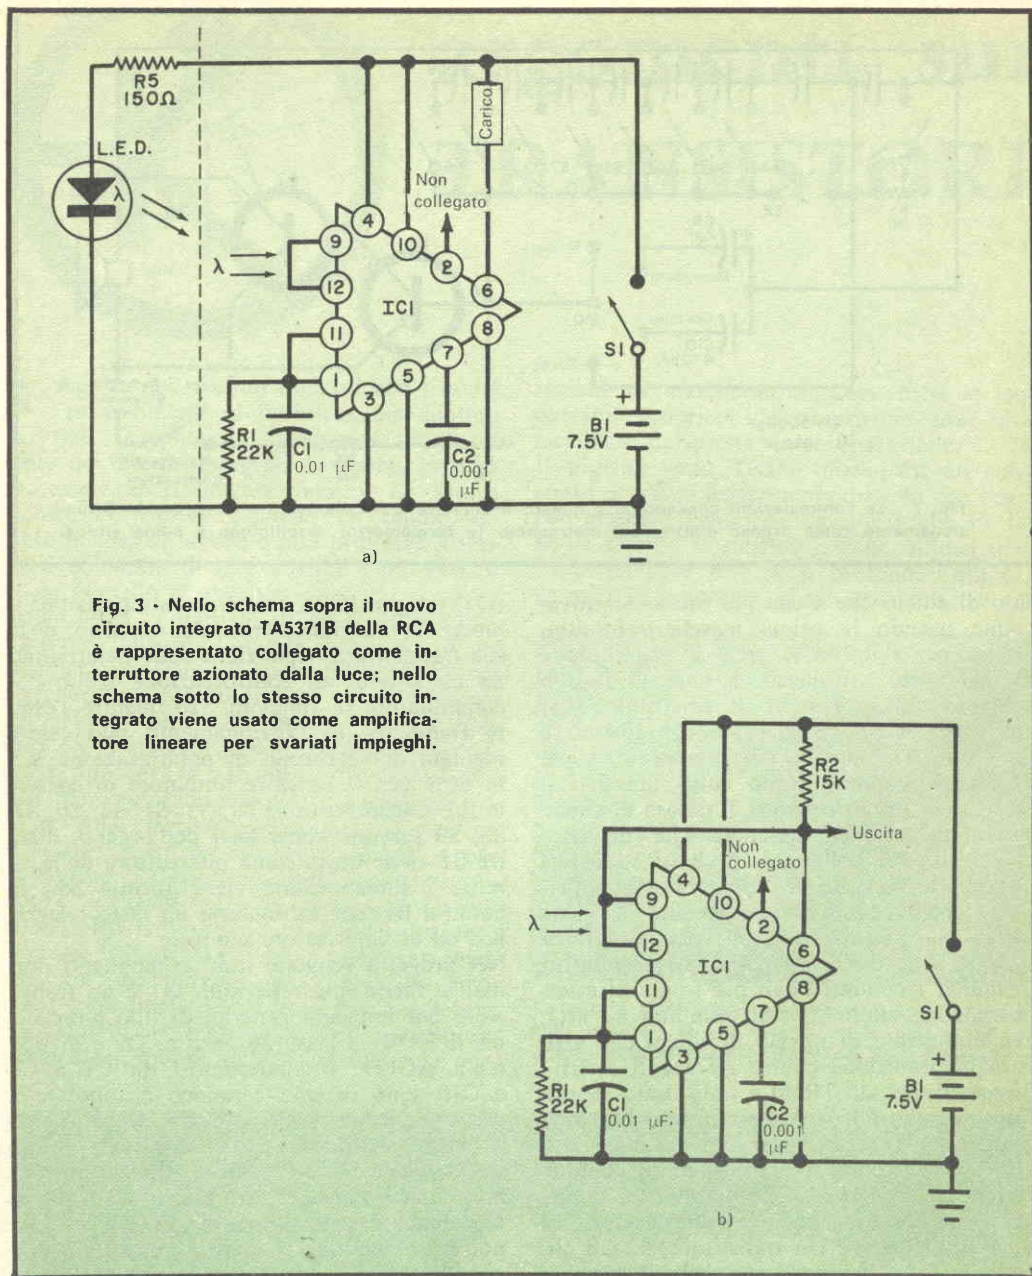 R5
150Ω
L.E.D.
λ
Carico
Non
collegato
4
9
10
λ
2
12
6
IC1
11
8
S1
7
1
5
3
+
B1
7.5V
R1
22K
C1
0.01 μF
C2
0.001
μF
a)
Fig. 3 - Nello schema sopra il nuovo
circuito integrato TA5371B della RCA
è rappresentato collegato come in-
terruttore azionato dalla luce; nello
schema sotto lo stesso circuito in-
tegrato viene usato come amplifica-
tore lineare per svariati impieghi.
R2
15K
Uscita
Non
collegato
4
9
10
λ
2
12
6
IC1
11
8
S1
7
1
5
3
+
B1
7.5V
R1
22K
C1
0,01 μF.
C2
0.001
μF
b)